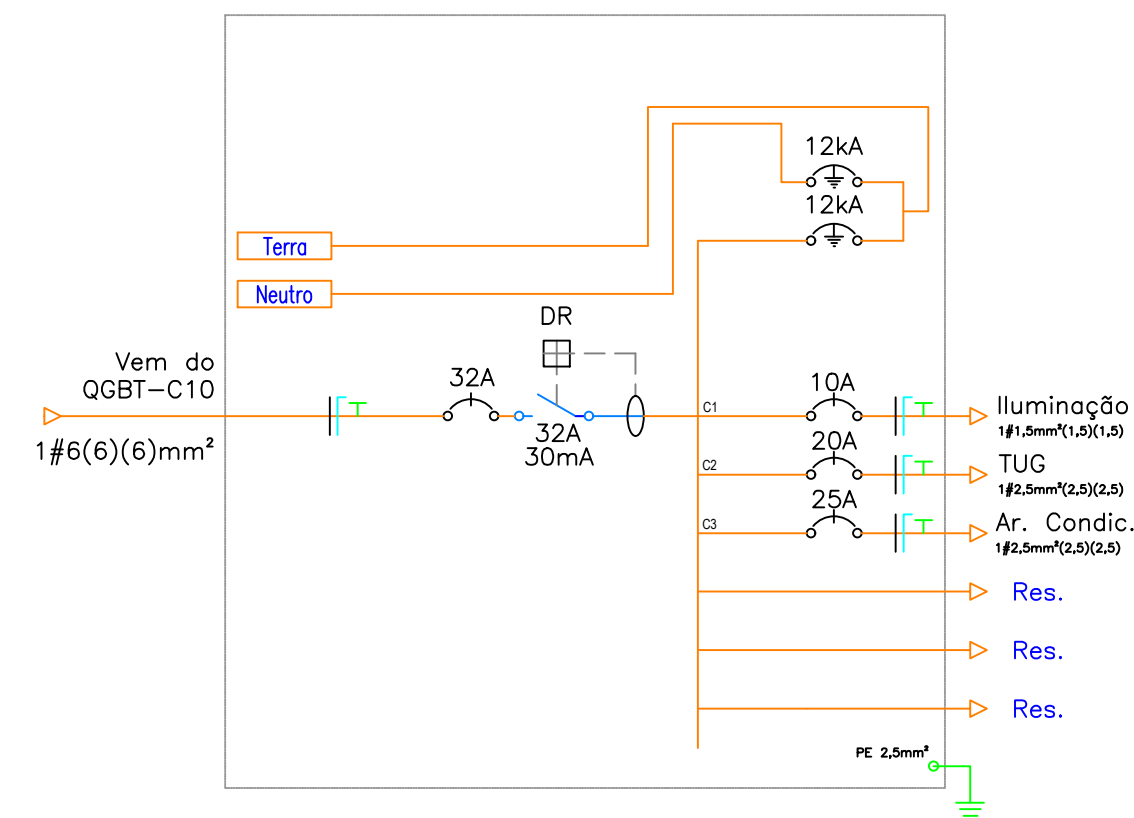 12kA
12kA
Terra
Neutro
DR
Vem do
QGBT-C10
1#6(6)(6)mm²
32A
32A
30mA
C1
10A
Iluminação
1#1,5mm²(1,5)(1,5)
C2
20A
TUG
1#2,5mm²(2,5)(2,5)
C3
25A
Ar. Condic.
1#2,5mm²(2,5)(2,5)
Res.
Res.
Res.
PE 2,5mm²